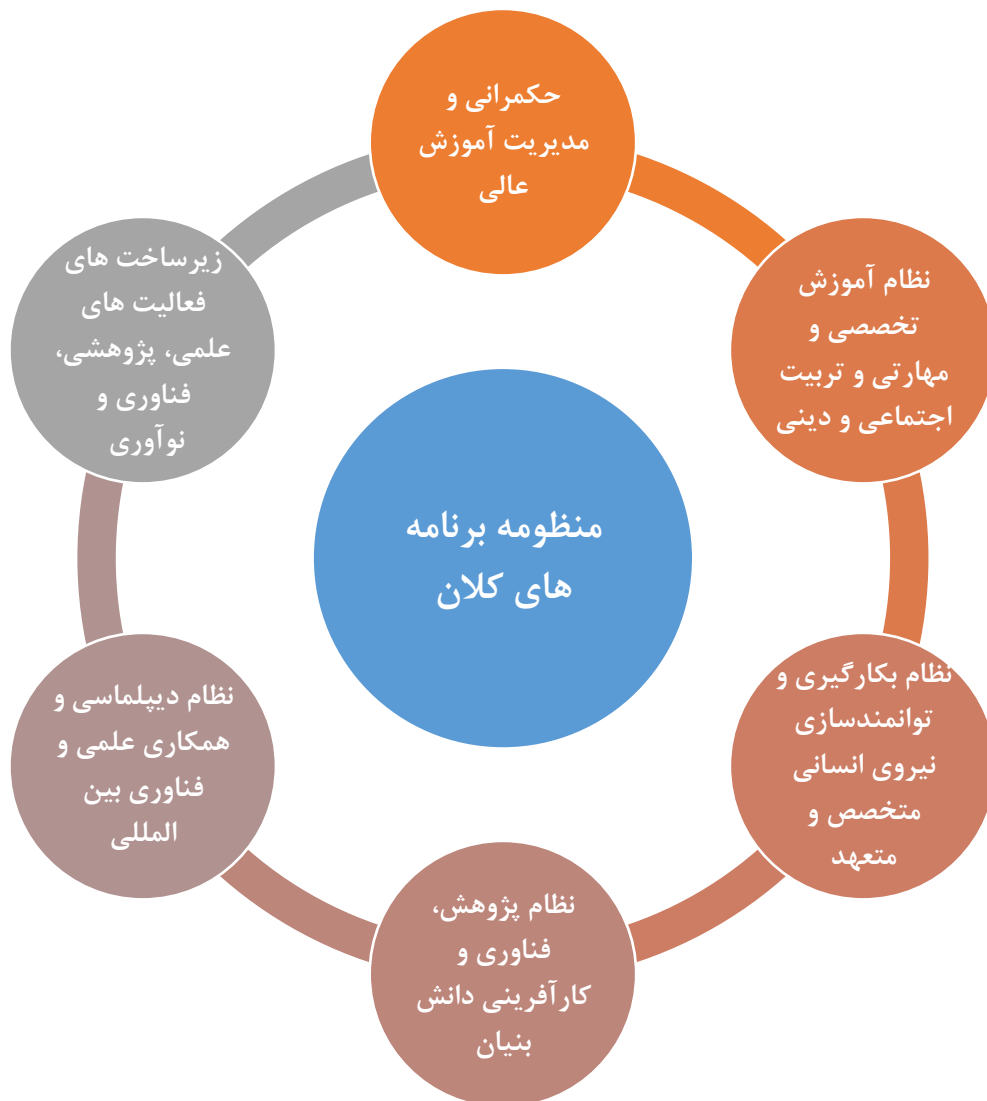 حکمرانی و
مدیریت آموزش
عالی
نظام آموزش
تخصصی و
مهارتی و تربیت
اجتماعی و دینی
نظام بکارگیری و
توانمندسازی
نیروی انسانی
متخصص و
متعهد
نظام پژوهش،
فناوری و
کارآفرینی دانش
بنیان
نظام دیپلماسی و
همکاری علمی و
فناوری بین
المللی
زیرساخت های
فعالیت های
علمی، پژوهشی،
فناوری و
نوآوری
منظومه برنامه
های کلان